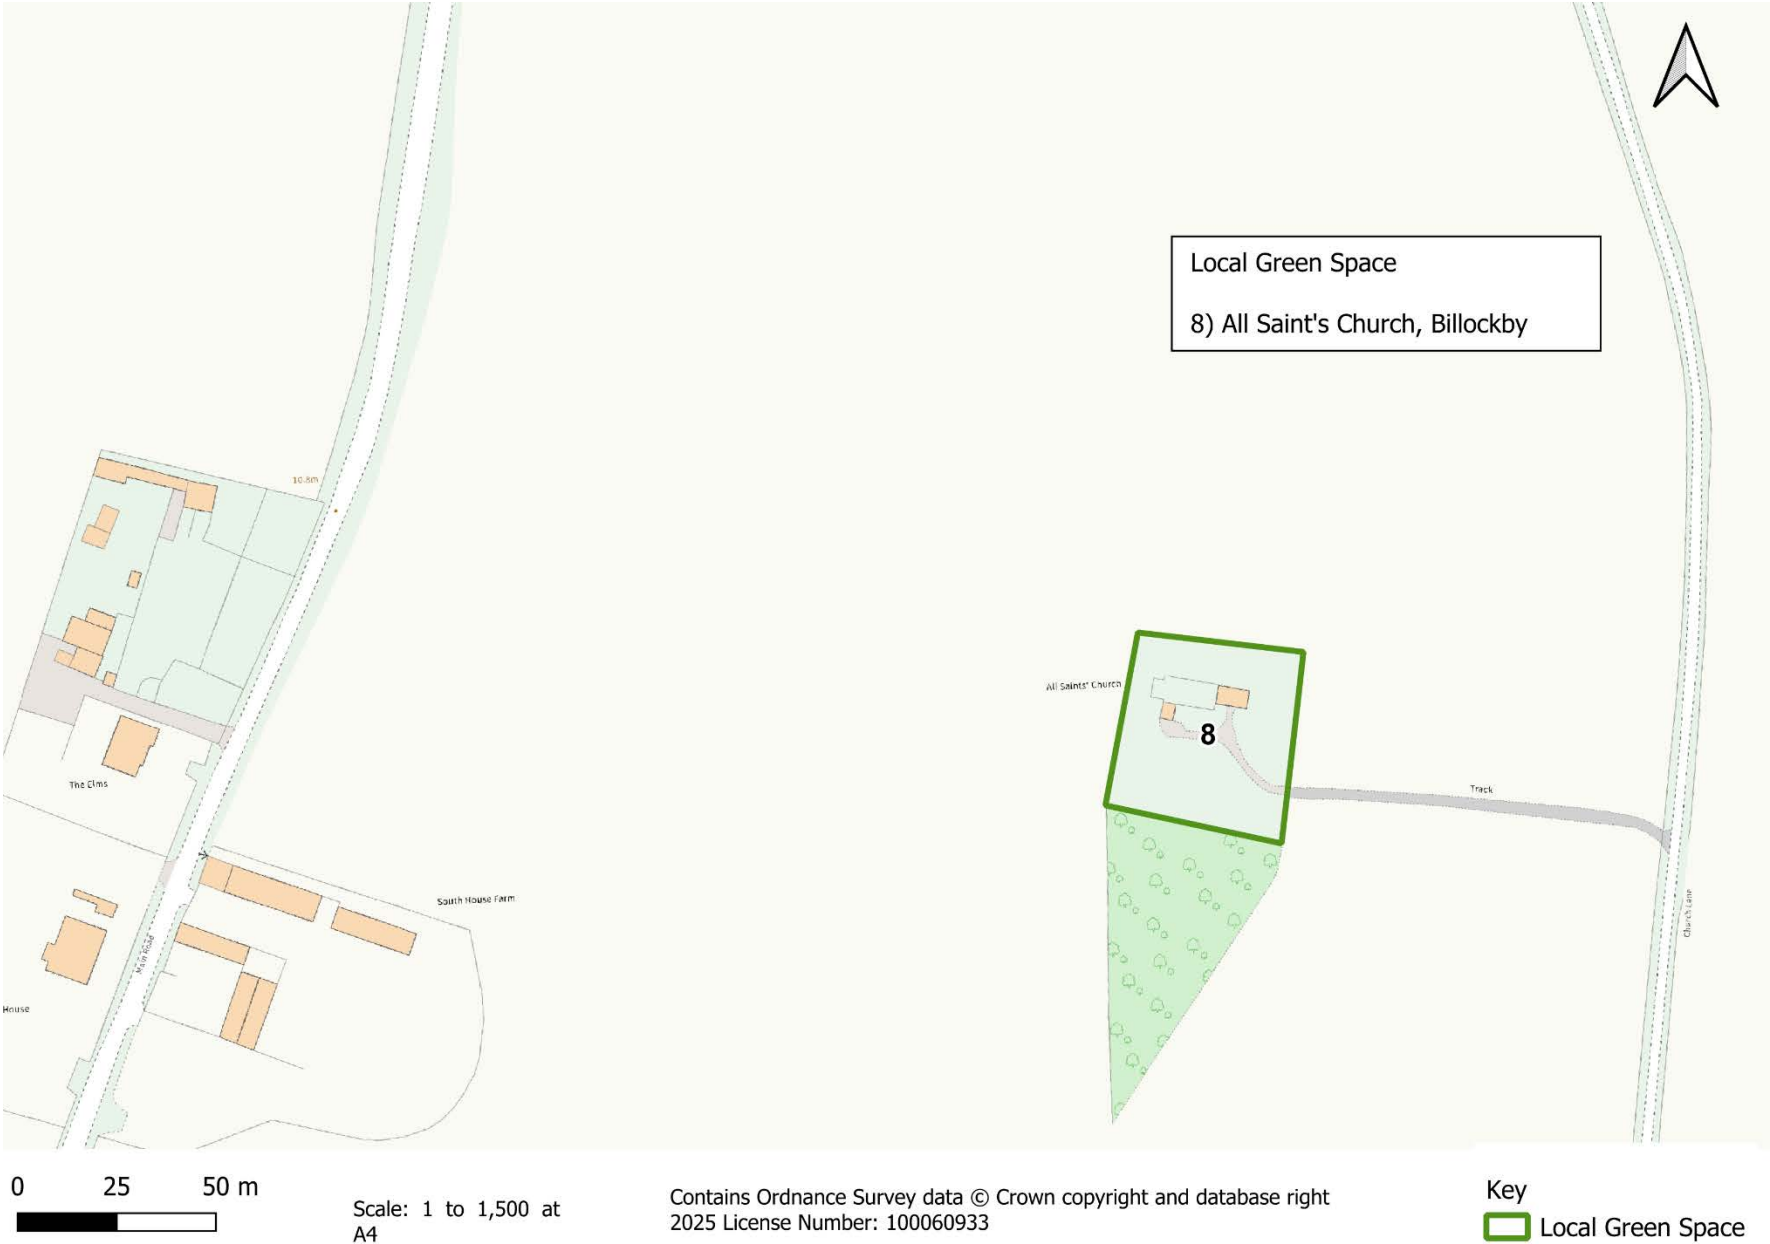 Local Green Space
8) All Saint's Church, Billockby
10.8m
All Saints' Church
8
Track
The Elms
South House Farm
Main Road
Church Lane
House
0 25 50 m
Scale: 1 to 1,500 at
A4
Contains Ordnance Survey data © Crown copyright and database right
2025 License Number: 100060933
Key
Local Green Space